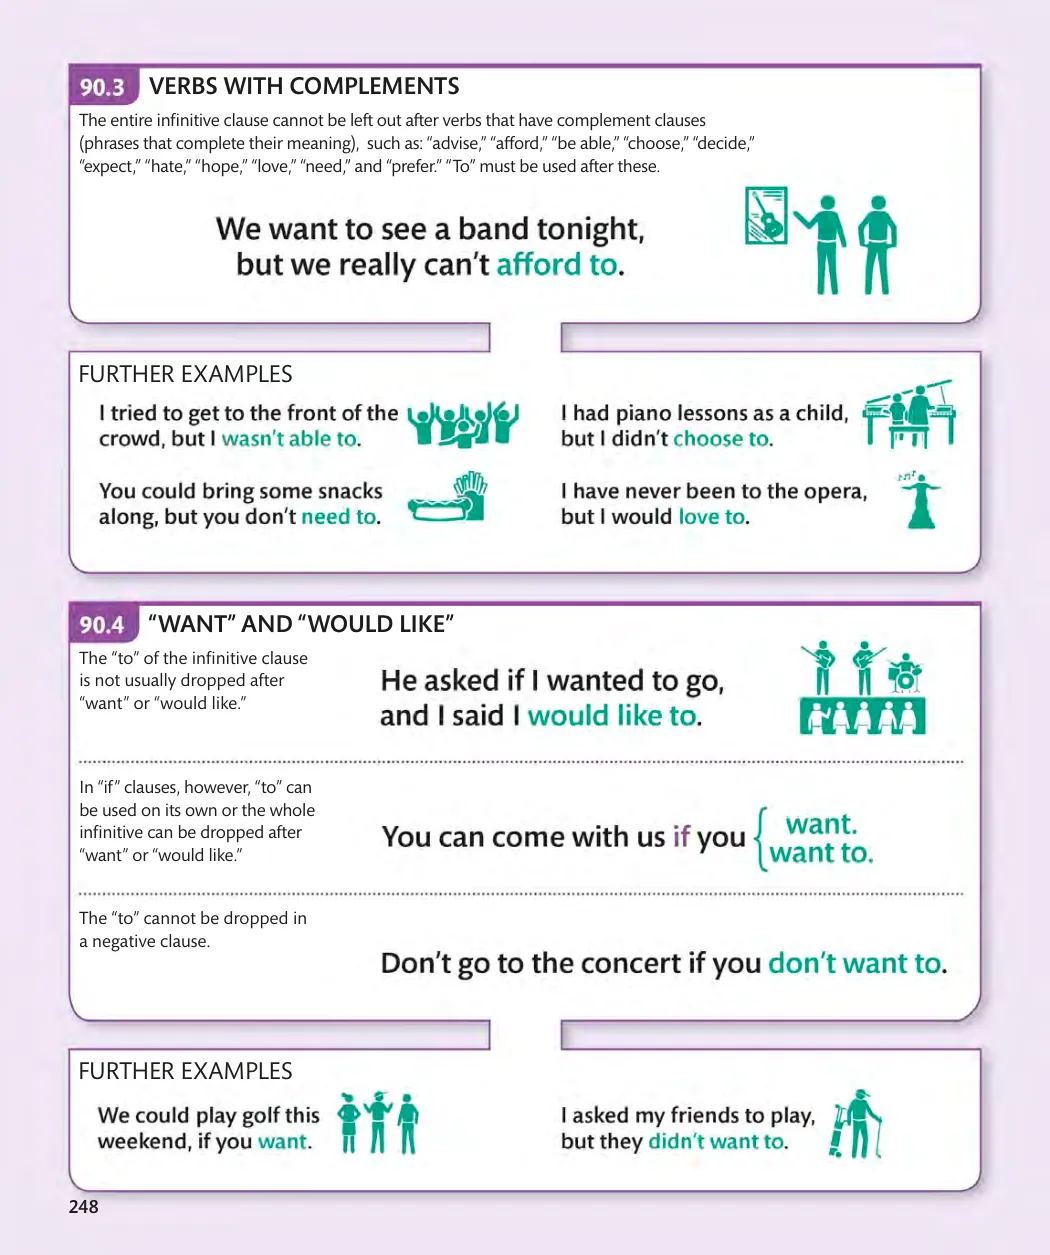 90.3 VERBS WITH COMPLEMENTS
The entire infinitive clause cannot be left out after verbs that have complement clauses
(phrases that complete their meaning), such as: “advise,” “afford,” “be able,” “choose,” “decide,”
“expect,” “hate,” “hope,” “love,” “need,” and “prefer.” “To” must be used after these.
We want to see a band tonight,
but we really can’t afford to.
FURTHER EXAMPLES
I tried to get to the front of the
crowd, but I wasn’t able to.
I had piano lessons as a child,
but I didn’t choose to.
You could bring some snacks
along, but you don’t need to.
I have never been to the opera,
but I would love to.
90.4 “WANT” AND “WOULD LIKE”
The “to” of the infinitive clause
is not usually dropped after
“want” or “would like.”
He asked if I wanted to go,
and I said I would like to.
In “if” clauses, however, “to” can
be used on its own or the whole
infinitive can be dropped after
“want” or “would like.”
You can come with us if you
want.
want to.
The “to” cannot be dropped in
a negative clause.
Don’t go to the concert if you don’t want to.
FURTHER EXAMPLES
We could play golf this
weekend, if you want.
I asked my friends to play,
but they didn’t want to.
248